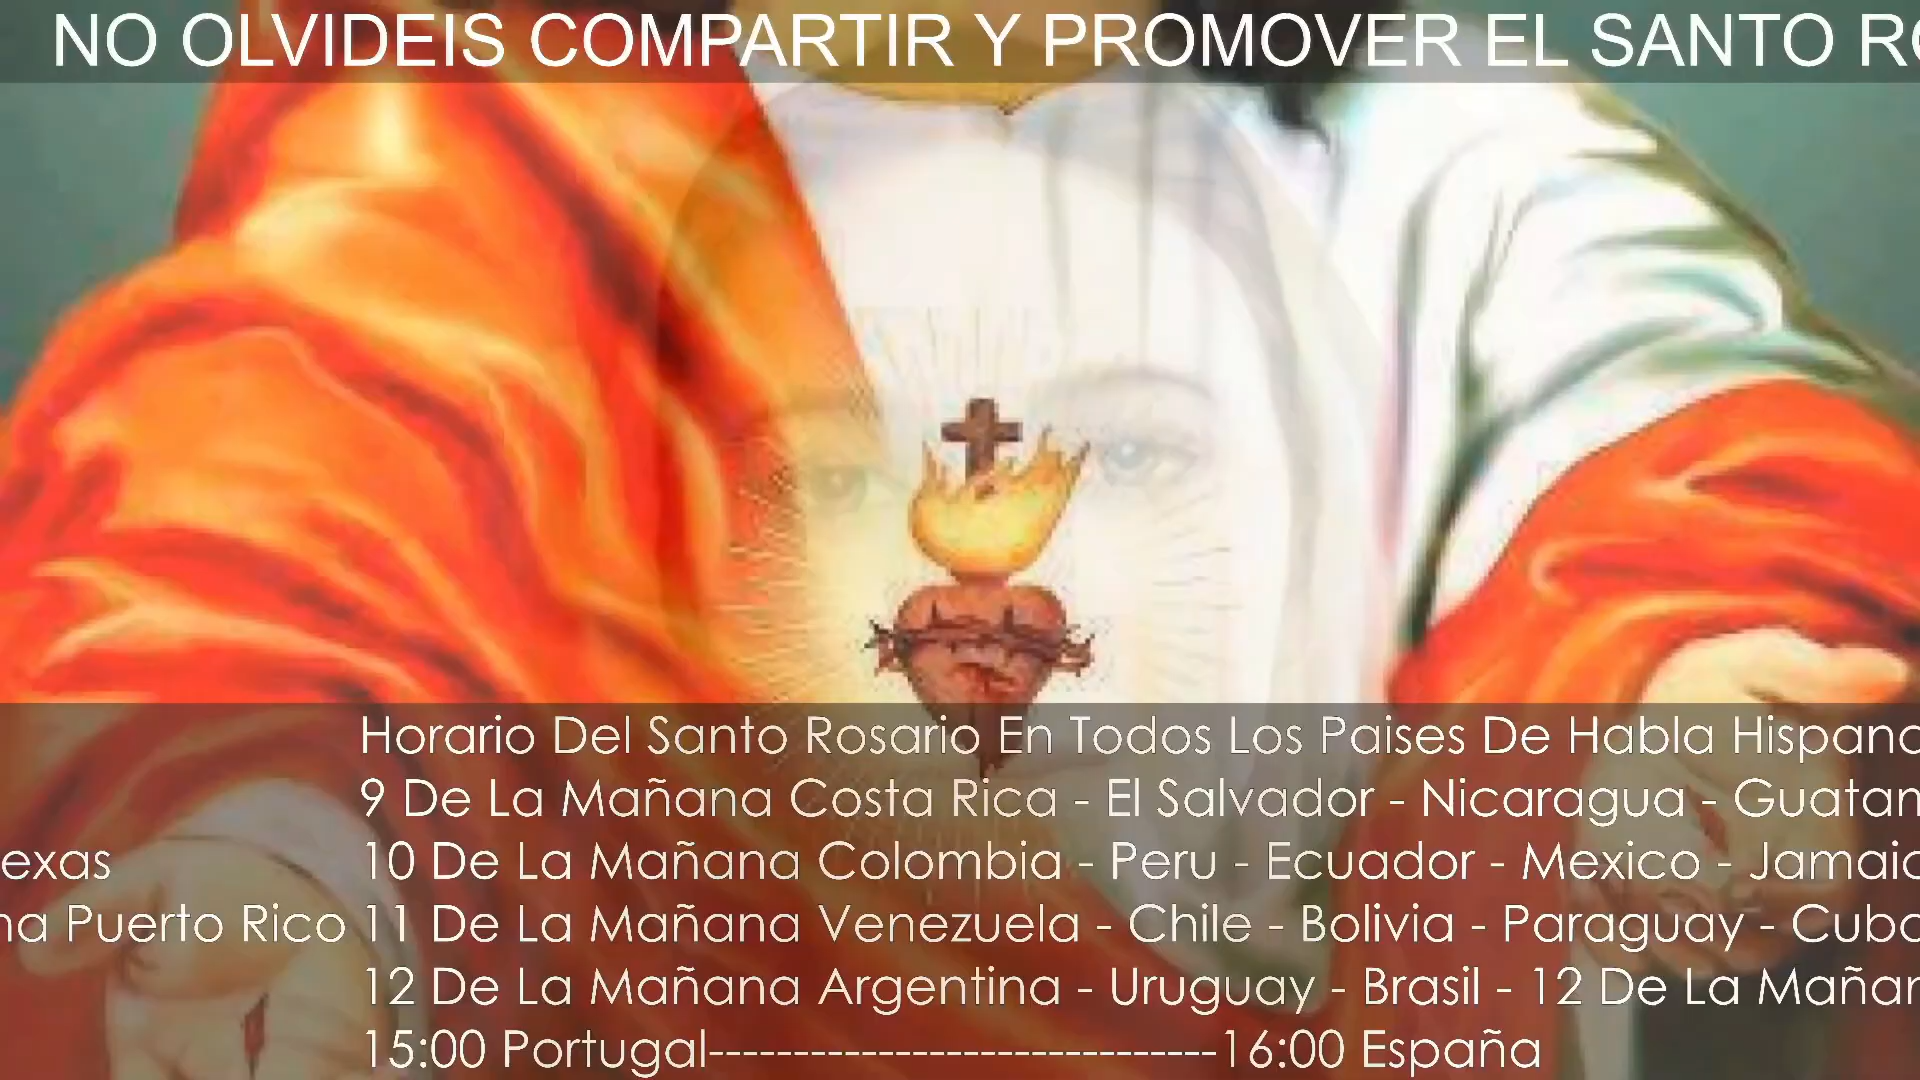 NO OLVIDEIS COMPARTIR Y PROMOVER EL SANTO
Horario Del Santo Rosario En Todos Los Paises De Habla Hispana
9 De La Mañana Costa Rica - El Salvador - Nicaragua -
exas 10 De La Mañana Colombia - Peru - Ecuador - Mexico -
na Puerto Rico 11 De La Mañana Venezuela - Chile - Bolivia - Paraguay - Cuba
12 De La Mañana Argentina - Uruguay - Brasil - 12 De La
15:00 Portugal------------------------------16:00 España